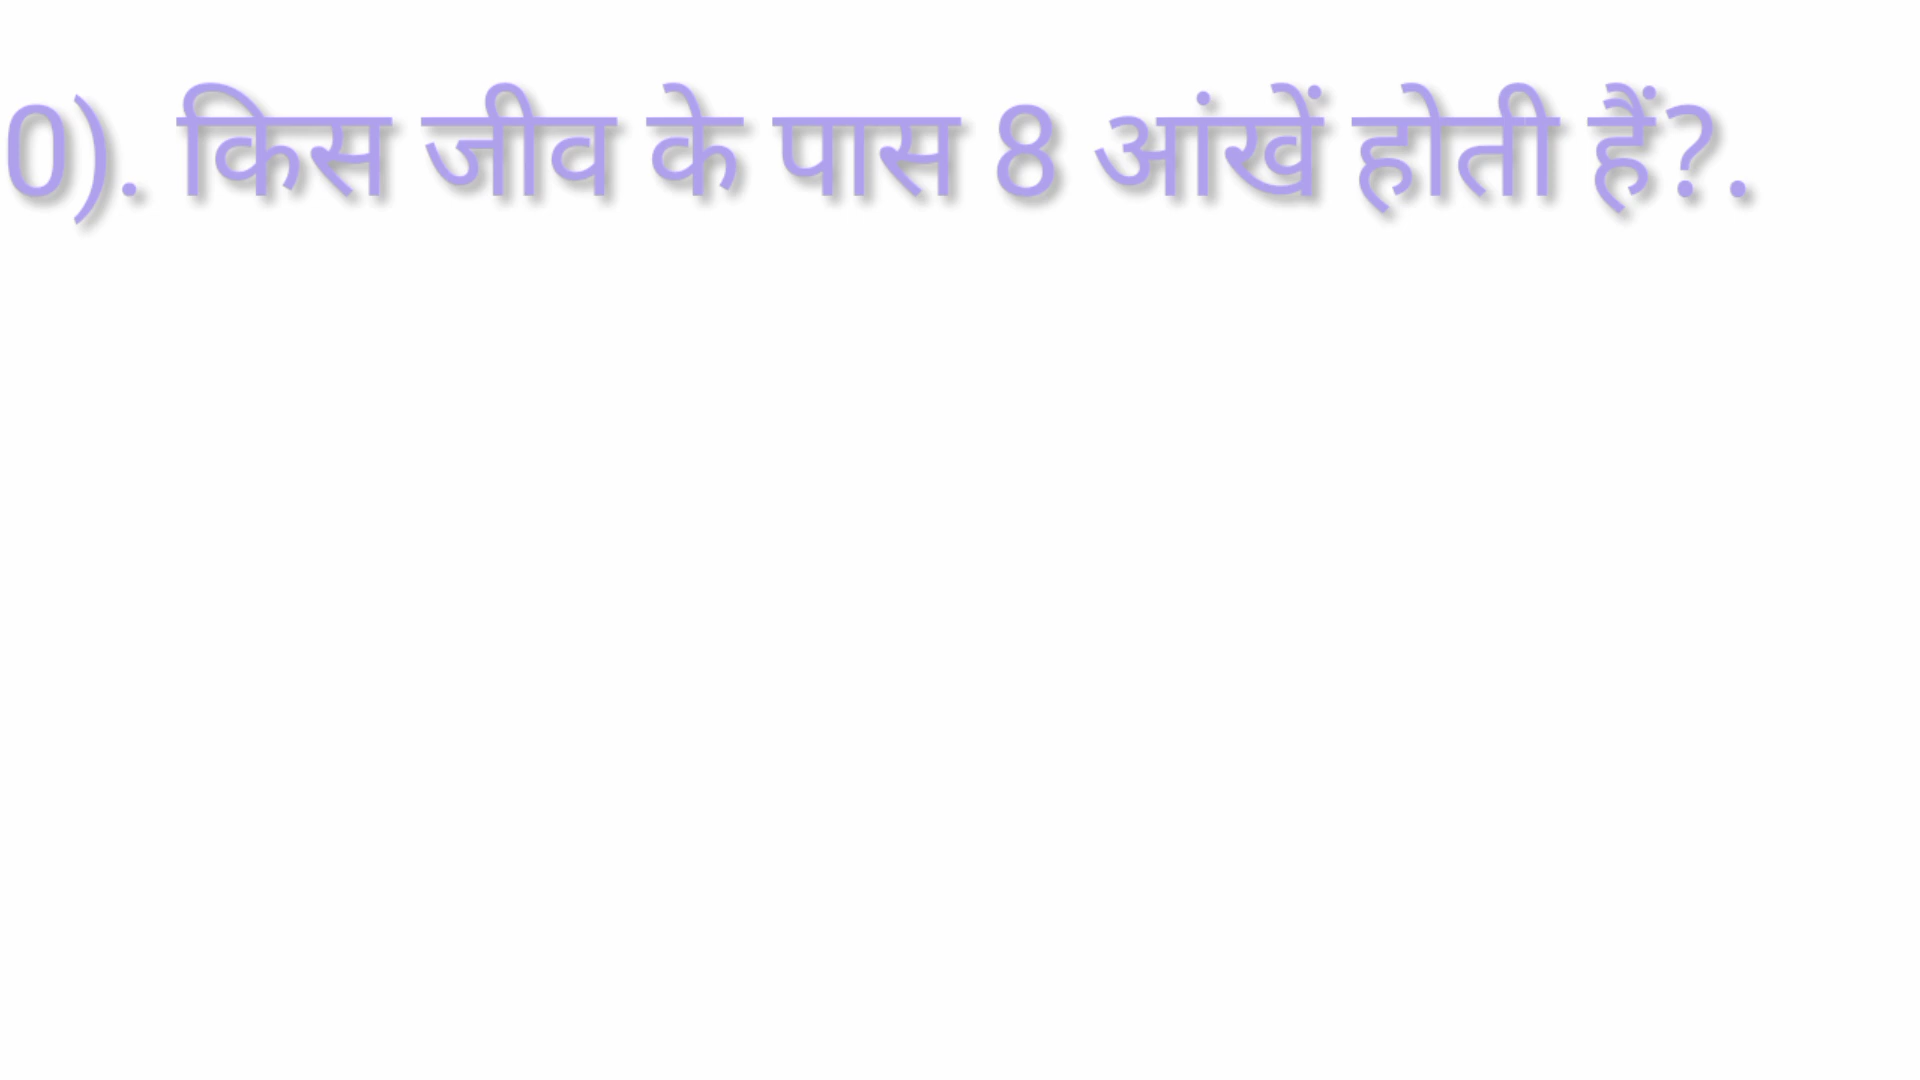 0). किस जीव के पास 8 आंखें होती हैं?.